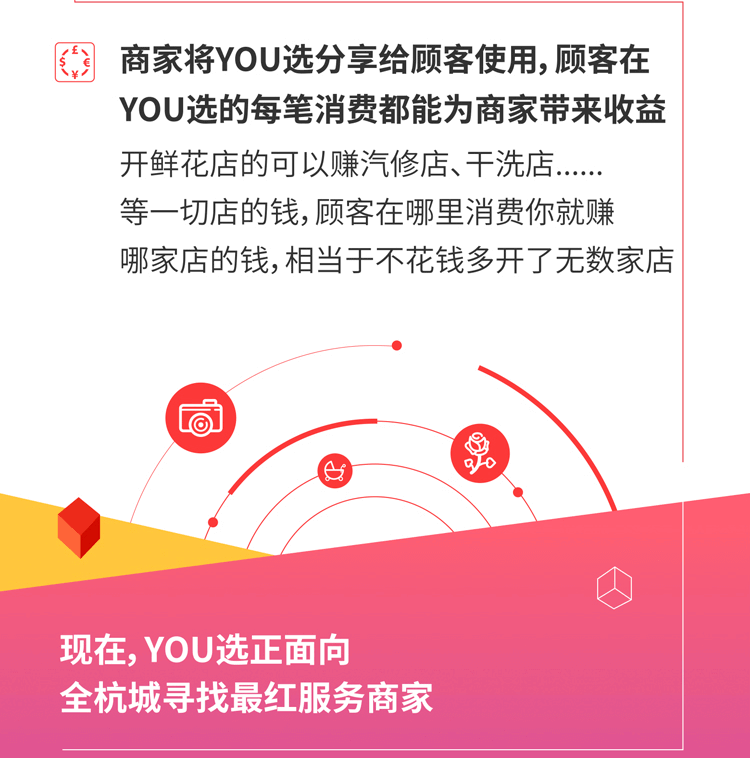 £
$ €
¥
商家将YOU选分享给顾客使用，顾客在
YOU选的每笔消费都能为商家带来收益
开鲜花店的可以赚汽修店、干洗店......
等一切店的钱，顾客在哪里消费你就赚
哪家店的钱，相当于不花钱多开了无数家店
现在，YOU选正面向
全杭城寻找最红服务商家